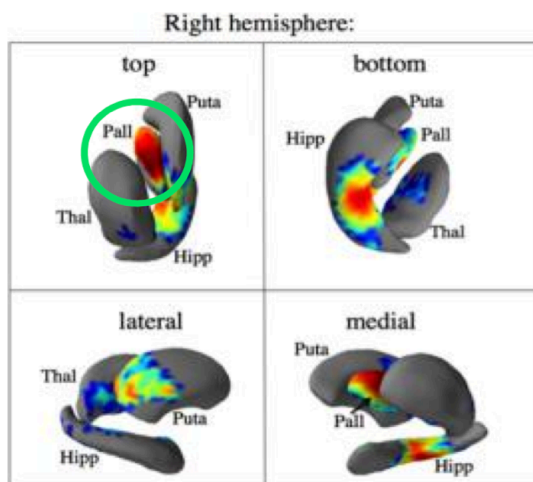 Right hemisphere:
top
Puta
Pall
Thal
Hipp
bottom
Puta
Hipp
Pall
Thal
lateral
Thal
Puta
Hipp
medial
Puta
Pall
Hipp